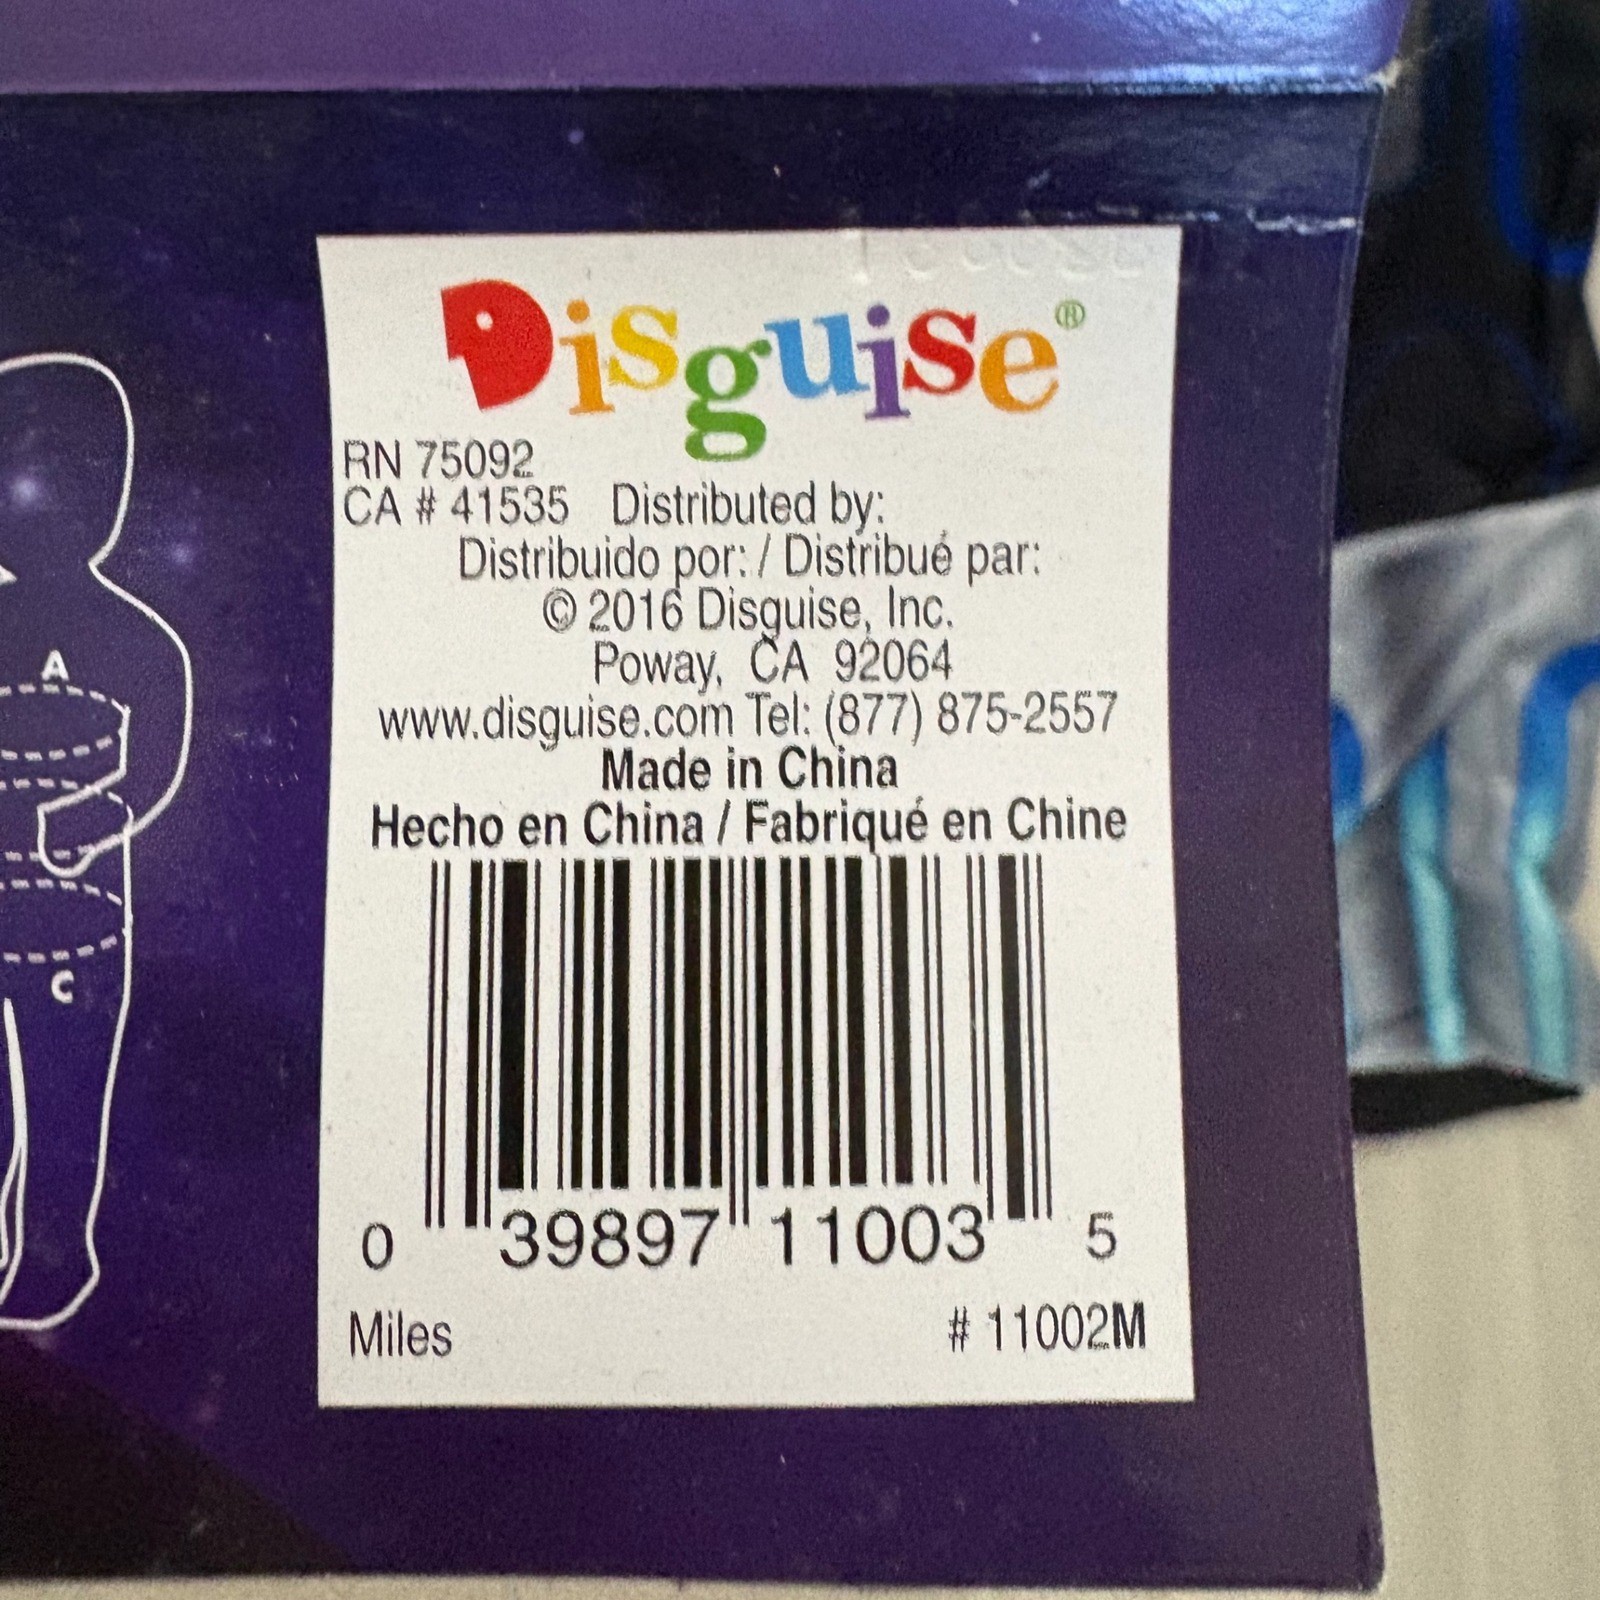 Disguise®
RN 75092
CA # 41535 Distributed by:
Distribuido por: / Distribué par:
© 2016 Disguise, Inc.
Poway, CA 92064
www.disguise.com Tel: (877) 875-2557
Made in China
Hecho en China / Fabriqué en Chine
0 39897 11003 5
Miles # 11002M
A
C